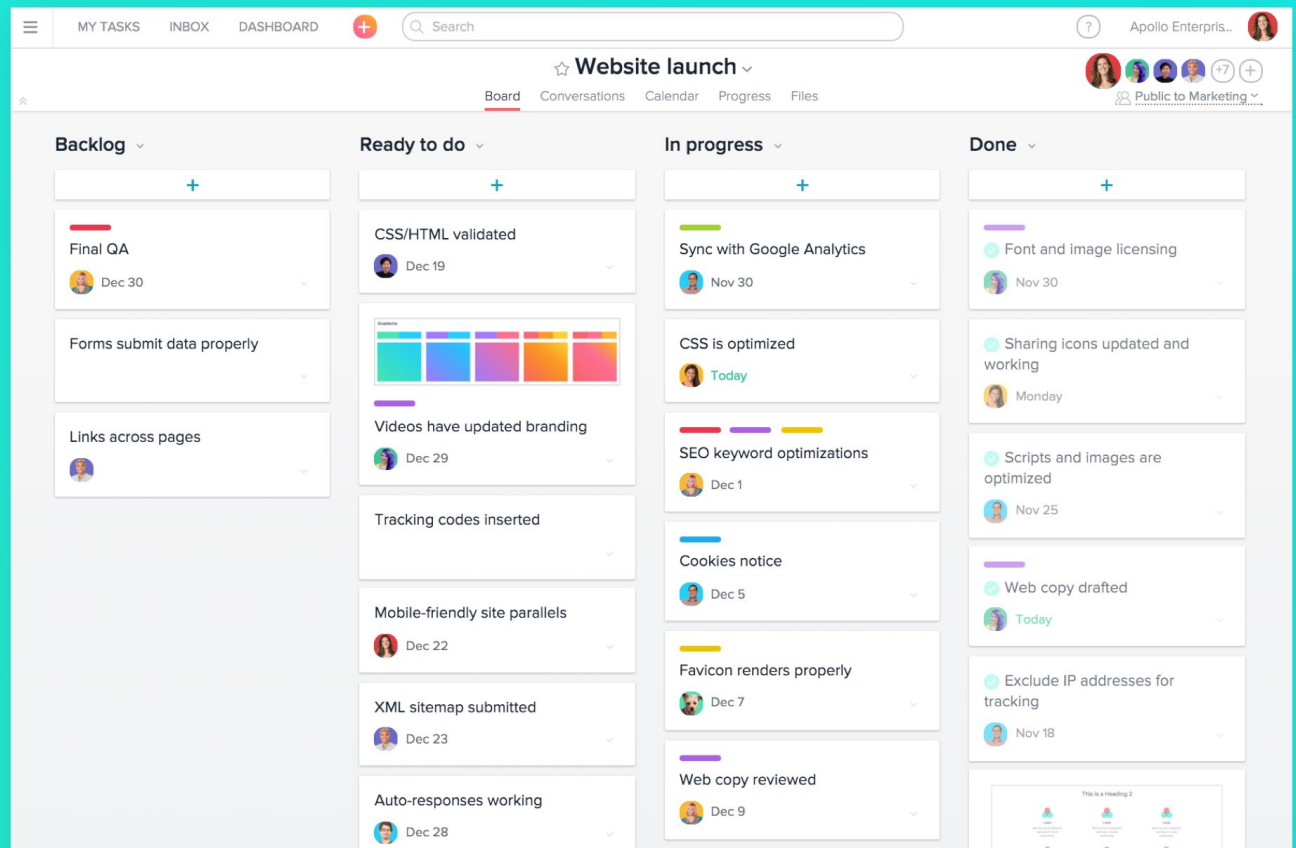 MY TASKS INBOX DASHBOARD + Search ? Apollo Enterpris...
Website launch
Board Conversations Calendar Progress Files
+7 +
Public to Marketing
Backlog
+
Final QA
Dec 30
Forms submit data properly
Links across pages
Ready to do
+
CSS/HTML validated
Dec 19
Gradients
Videos have updated branding
Dec 29
Tracking codes inserted
Mobile-friendly site parallels
Dec 22
XML sitemap submitted
Dec 23
Auto-responses working
Dec 28
In progress
+
Sync with Google Analytics
Nov 30
CSS is optimized
Today
SEO keyword optimizations
Dec 1
Cookies notice
Dec 5
Favicon renders properly
Dec 7
Web copy reviewed
Dec 9
Done
+
Font and image licensing
Nov 30
Sharing icons updated and
working
Monday
Scripts and images are
optimized
Nov 25
Web copy drafted
Today
Exclude IP addresses for
tracking
Nov 18
This is a Heading 2